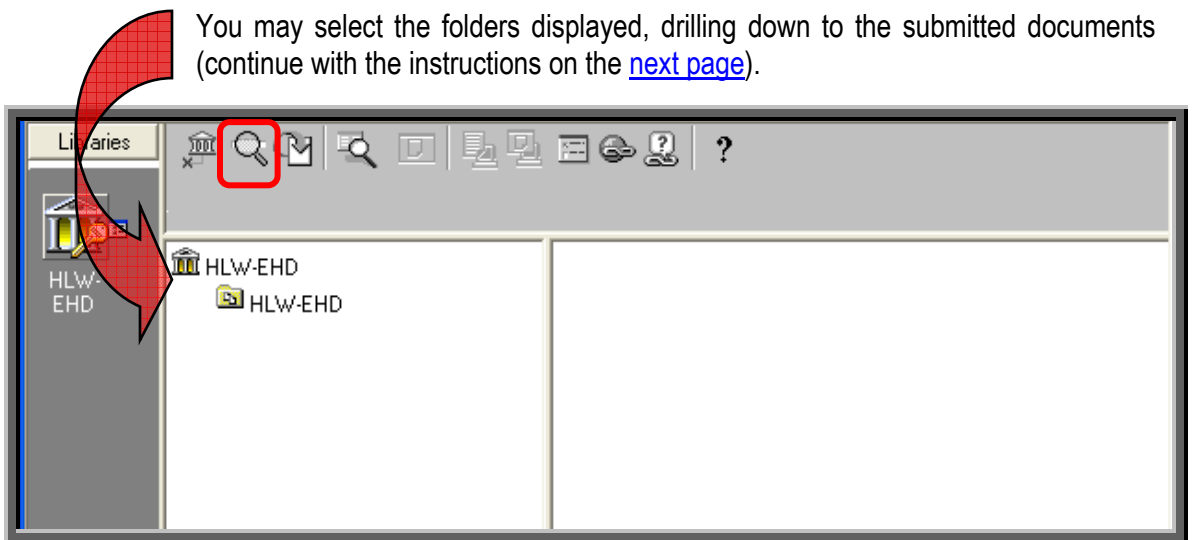 You may select the folders displayed, drilling down to the submitted documents
(continue with the instructions on the next page).
Libraries
?
HLW-EHD
HLW-EHD
HLW-
EHD